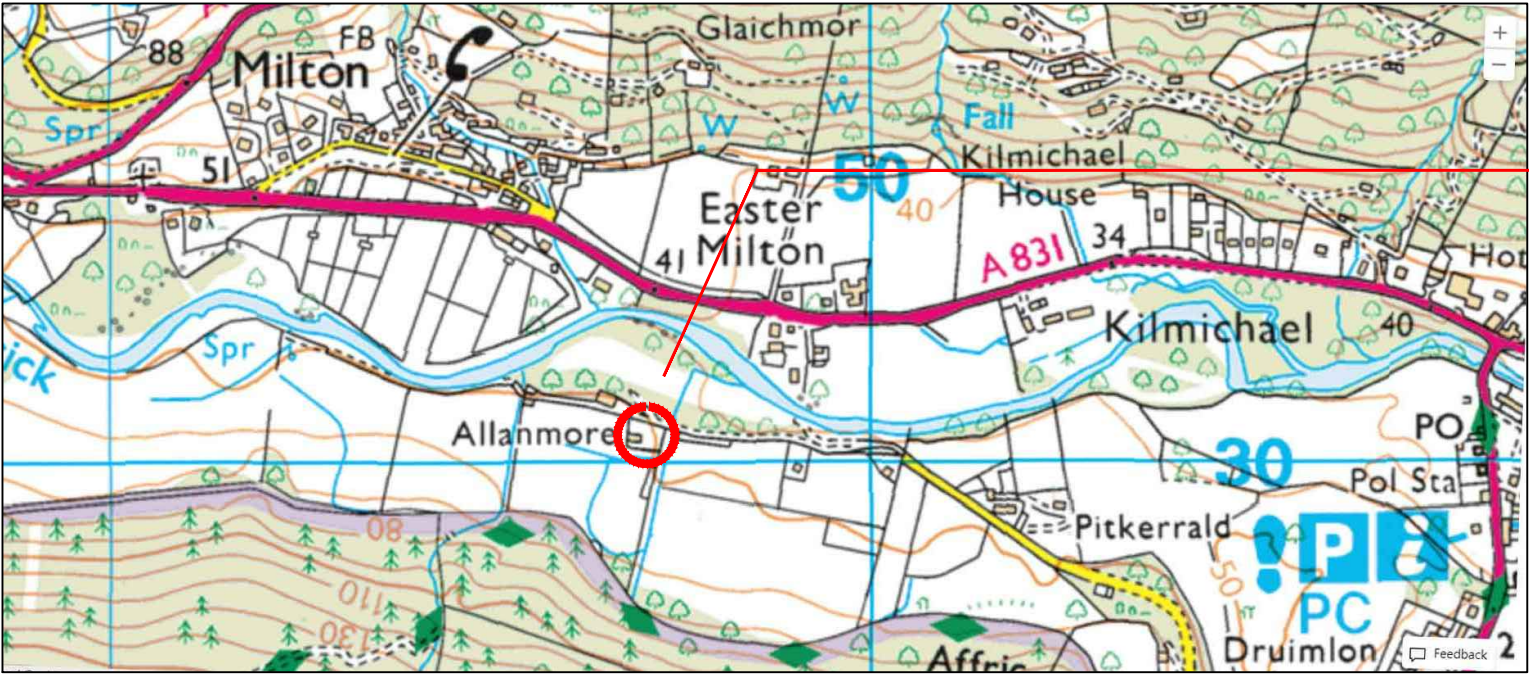 Glaichmor
88
FB
Milton
+
−
W
W
Spr
Fall
51
Kilmichael
50
House
40
Easter
Milton
41
34
A 831
Hot
Kilmichael
40
Spr
ick
PO
Allanmore
30
Pol Sta
80
Pitkerrald
P
i
110
50
PC
130
Druimlon
Feedback
2
Affric